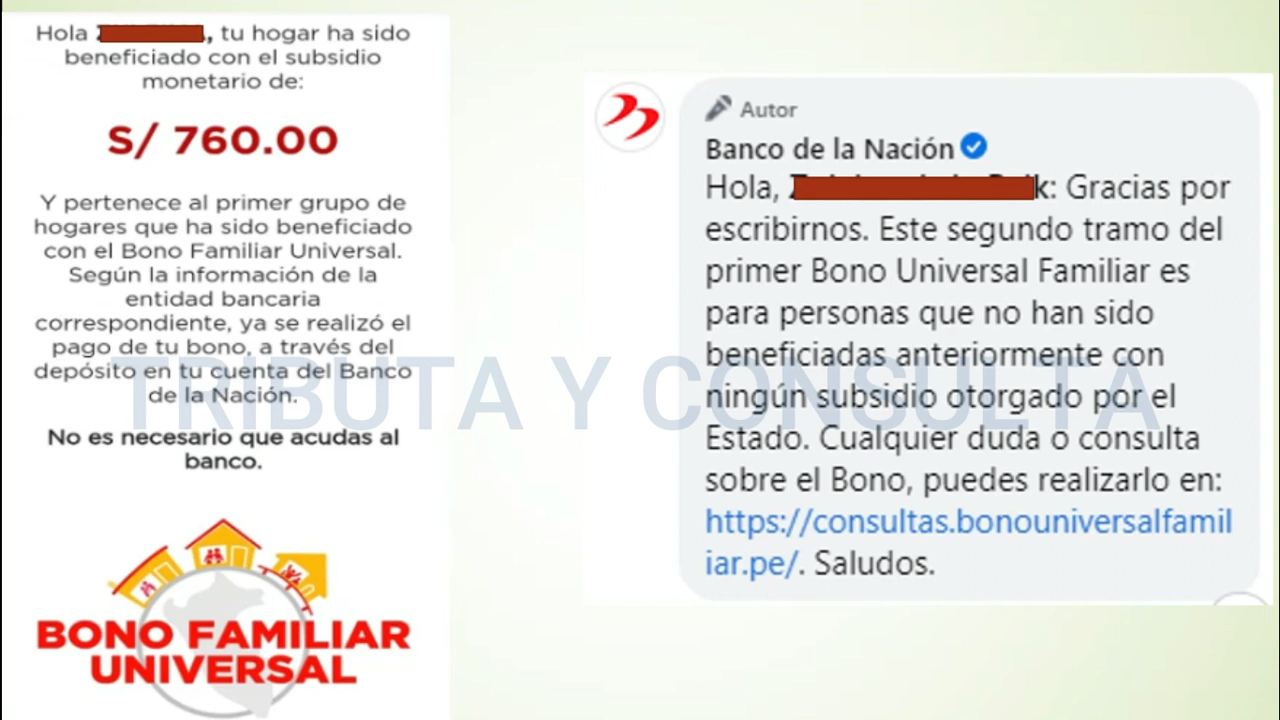 Hola , tu hogar ha sido
beneficiado con el subsidio
monetario de:
S/ 760.00
Y pertenece al primer grupo de
hogares que ha sido beneficiado
con el Bono Familiar Universal.
Según la información de la
entidad bancaria
correspondiente, ya se realizó el
pago de tu bono, a través del
depósito en tu cuenta del Banco
de la Nación.
No es necesario que acudas al
banco.
BONO FAMILIAR
UNIVERSAL
Autor
Banco de la Nación
Hola, k: Gracias por
escribirnos. Este segundo tramo del
primer Bono Universal Familiar es
para personas que no han sido
beneficiadas anteriormente con
ningún subsidio otorgado por el
Estado. Cualquier duda o consulta
sobre el Bono, puedes realizarlo en:
https://consultas.bonouniversalfamil
iar.pe/. Saludos.
TRIBUTA Y CONSULTA